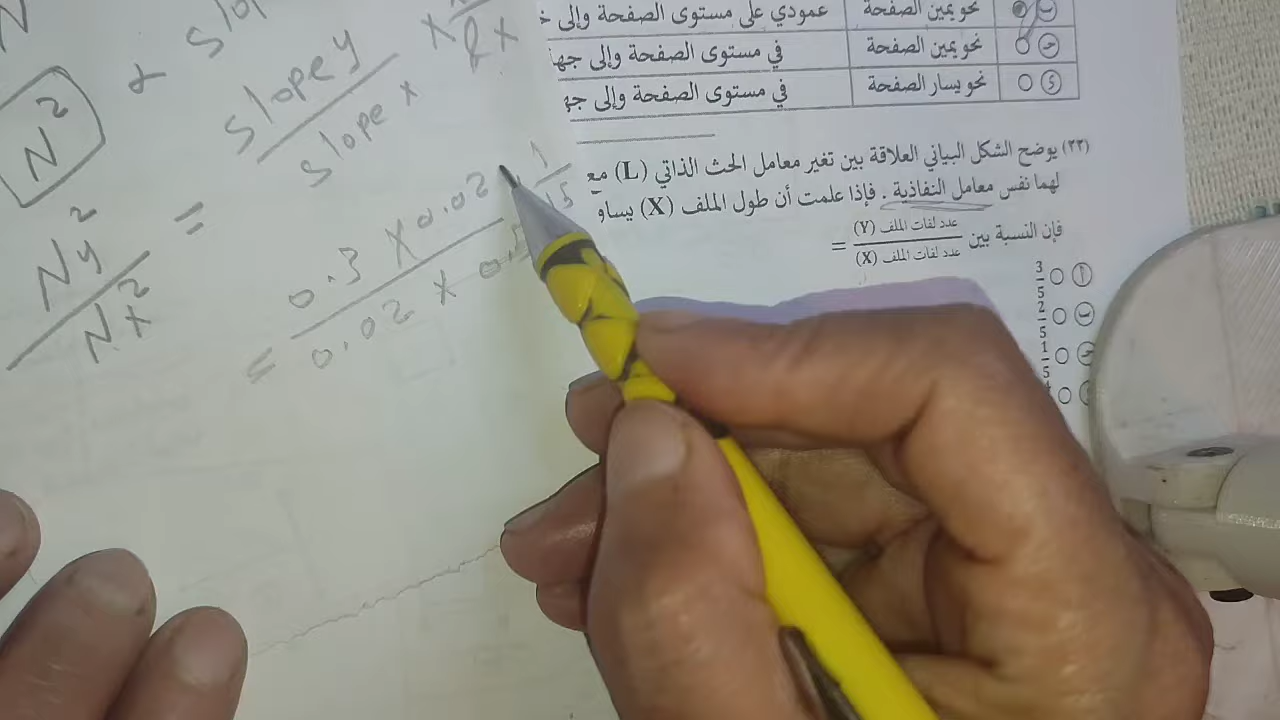 نحو يمين الصفحة عمودي على مستوى الصفحة وإلى
نحو يمين الصفحة في مستوى الصفحة وإلى
نحو يسار الصفحة في مستوى الصفحة وإلى
(٣٣) يوضح الشكل البياني العلاقة بين تغير معامل الحث الذاتي (L) مع
لهما نفس معامل النفاذية. فإذا علمت أن طول الملف (X)
فإن النسبة بين عدد لفات الملف (Y) / عدد لفات الملف (X) =
أ 3/5
ب 2/5
ج 1/5
N² α
slope y / slope x
Ny² / Nx² =
= 0.3 × 0.02 / 0.02 ×
1 / 15